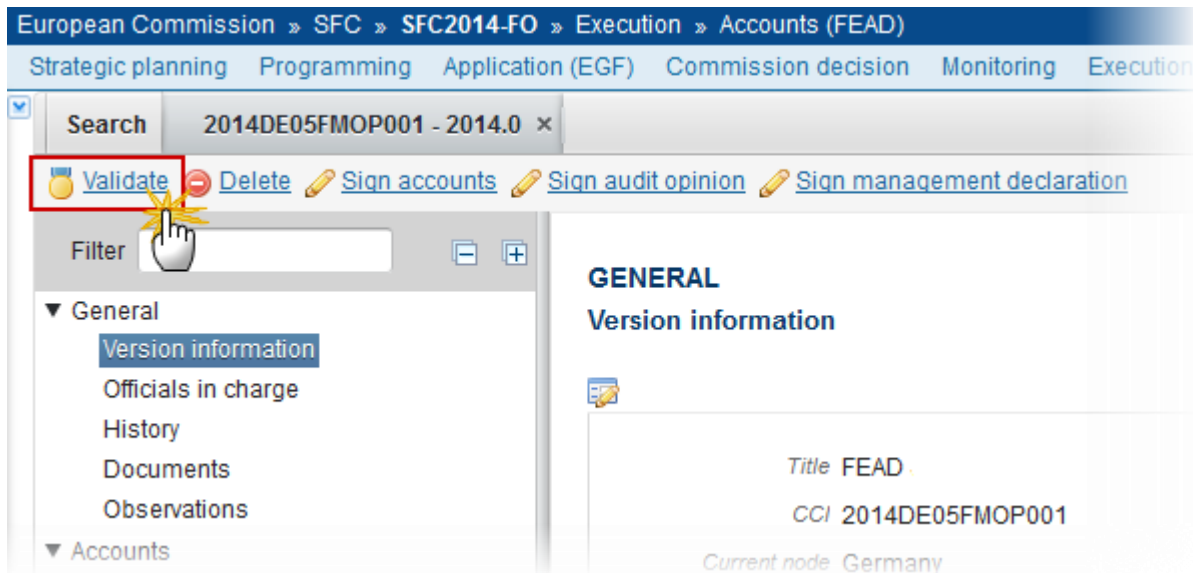 European Commission » SFC » SFC2014-FO » Execution » Accounts (FEAD)
Strategic planning Programming Application (EGF) Commission decision Monitoring Execution
Search 2014DE05FMOP001 - 2014.0 ×
Validate Delete Sign accounts Sign audit opinion Sign management declaration
Filter
GENERAL
Version information
▼ General
Version information
Officials in charge
History
Documents
Observations
▼ Accounts
Title FEAD
CCI 2014DE05FMOP001
Current node Germany